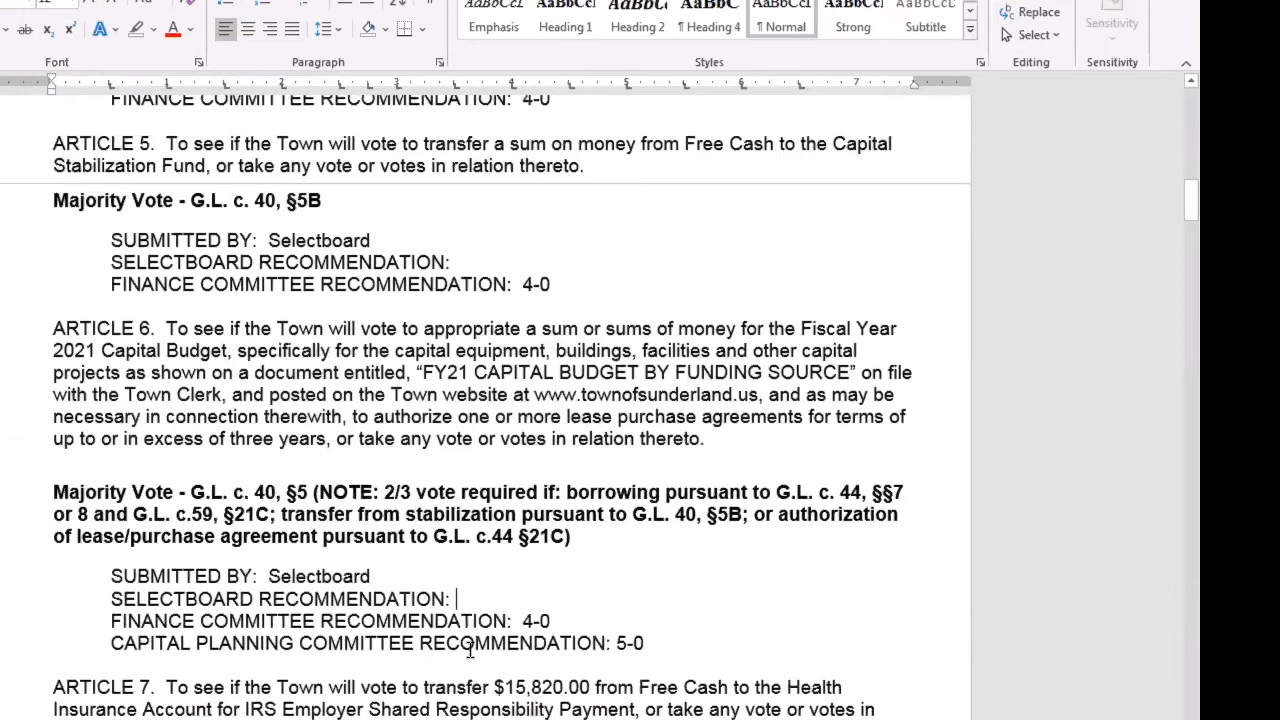 A
A
Emphasis
Heading 1
Heading 2
¶ Heading 4
¶ Normal
Strong
Subtitle
Replace
Select
Sensitivity
Font
Paragraph
Styles
Editing
Sensitivity
1 2 3 4 5 6 7
FINANCE COMMITTEE RECOMMENDATION: 4-0
ARTICLE 5. To see if the Town will vote to transfer a sum on money from Free Cash to the Capital
Stabilization Fund, or take any vote or votes in relation thereto.
Majority Vote - G.L. c. 40, §5B
SUBMITTED BY: Selectboard
SELECTBOARD RECOMMENDATION:
FINANCE COMMITTEE RECOMMENDATION: 4-0
ARTICLE 6. To see if the Town will vote to appropriate a sum or sums of money for the Fiscal Year
2021 Capital Budget, specifically for the capital equipment, buildings, facilities and other capital
projects as shown on a document entitled, “FY21 CAPITAL BUDGET BY FUNDING SOURCE” on file
with the Town Clerk, and posted on the Town website at www.townofsunderland.us, and as may be
necessary in connection therewith, to authorize one or more lease purchase agreements for terms of
up to or in excess of three years, or take any vote or votes in relation thereto.
Majority Vote - G.L. c. 40, §5 (NOTE: 2/3 vote required if: borrowing pursuant to G.L. c. 44, §§7
or 8 and G.L. c.59, §21C; transfer from stabilization pursuant to G.L. 40, §5B; or authorization
of lease/purchase agreement pursuant to G.L. c.44 §21C)
SUBMITTED BY: Selectboard
SELECTBOARD RECOMMENDATION:
FINANCE COMMITTEE RECOMMENDATION: 4-0
CAPITAL PLANNING COMMITTEE RECOMMENDATION: 5-0
ARTICLE 7. To see if the Town will vote to transfer $15,820.00 from Free Cash to the Health
Insurance Account for IRS Employer Shared Responsibility Payment, or take any vote or votes in